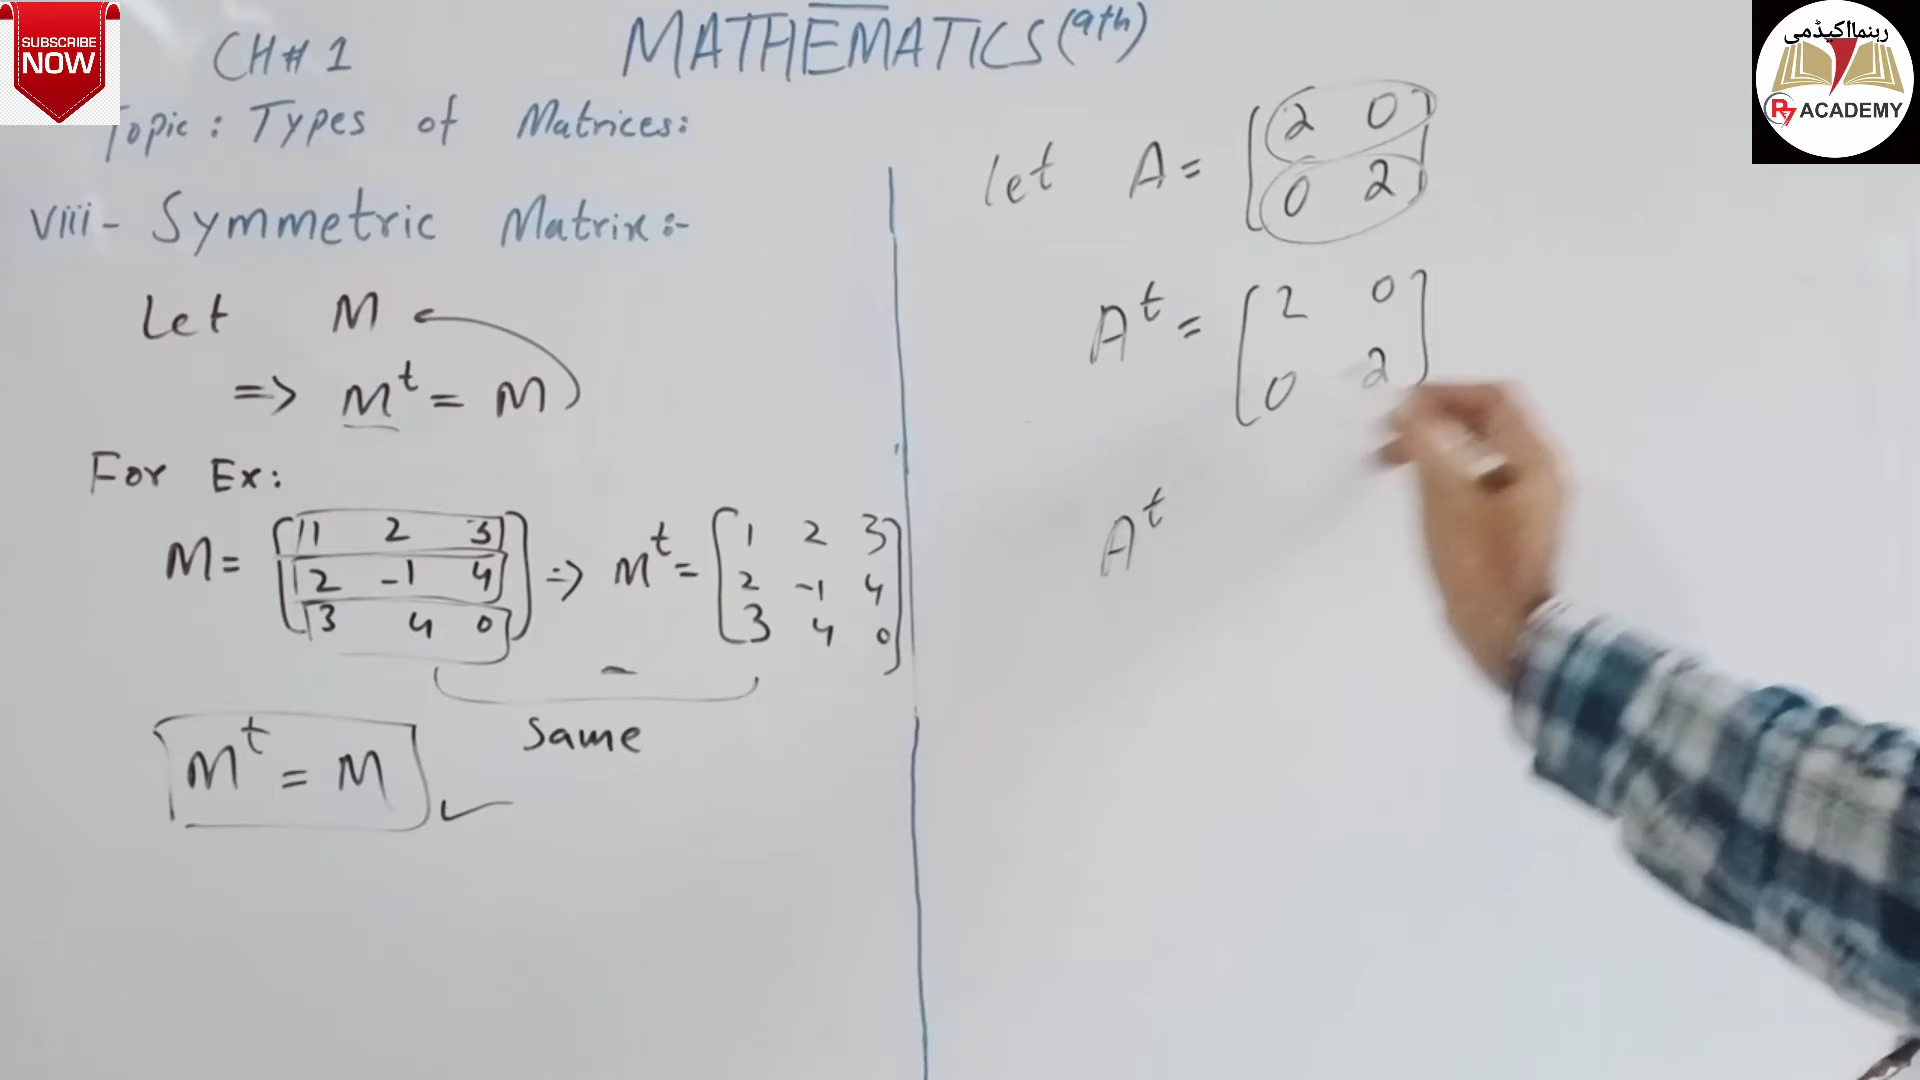 SUBSCRIBE
NOW
CH # 1
MATHEMATICS (9th)
Topic: Types of Matrices:
viii- Symmetric Matrix:-
Let M
=> M^t = M
For Ex:
M= [1 2 3
2 -1 4
3 4 0] => M^t = [1 2 3
2 -1 4
3 4 0]
Same
M^t = M
let A = [2 0
0 2]
A^t = [2 0
0 2]
A^t
رہنما اکیڈمی
R7 ACADEMY